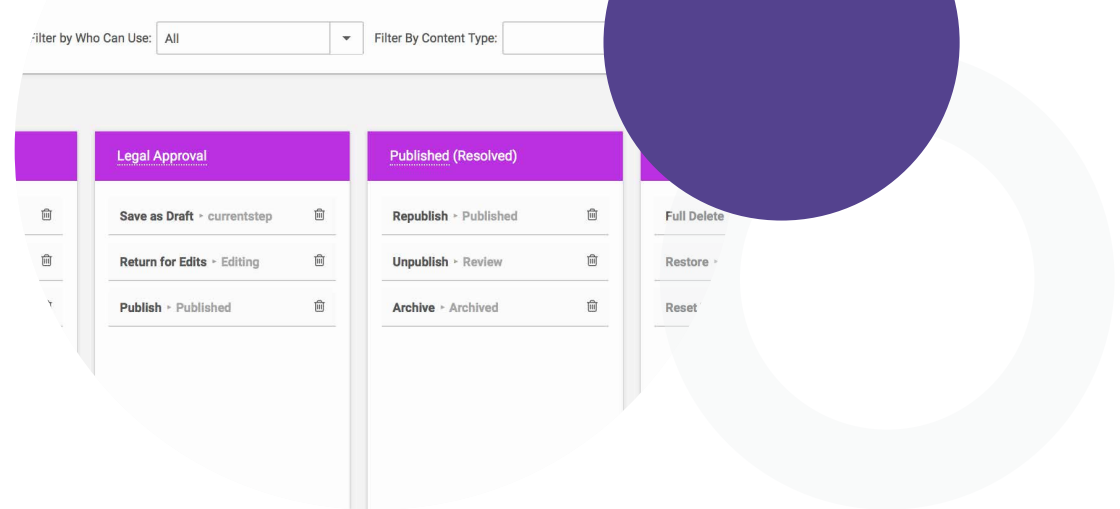 Filter by Who Can Use: All Filter By Content Type:
Legal Approval
Save as Draft ‣ currentstep
Return for Edits ‣ Editing
Publish ‣ Published
Published (Resolved)
Republish ‣ Published
Unpublish ‣ Review
Archive ‣ Archived
Full Delete
Restore ‣
Reset